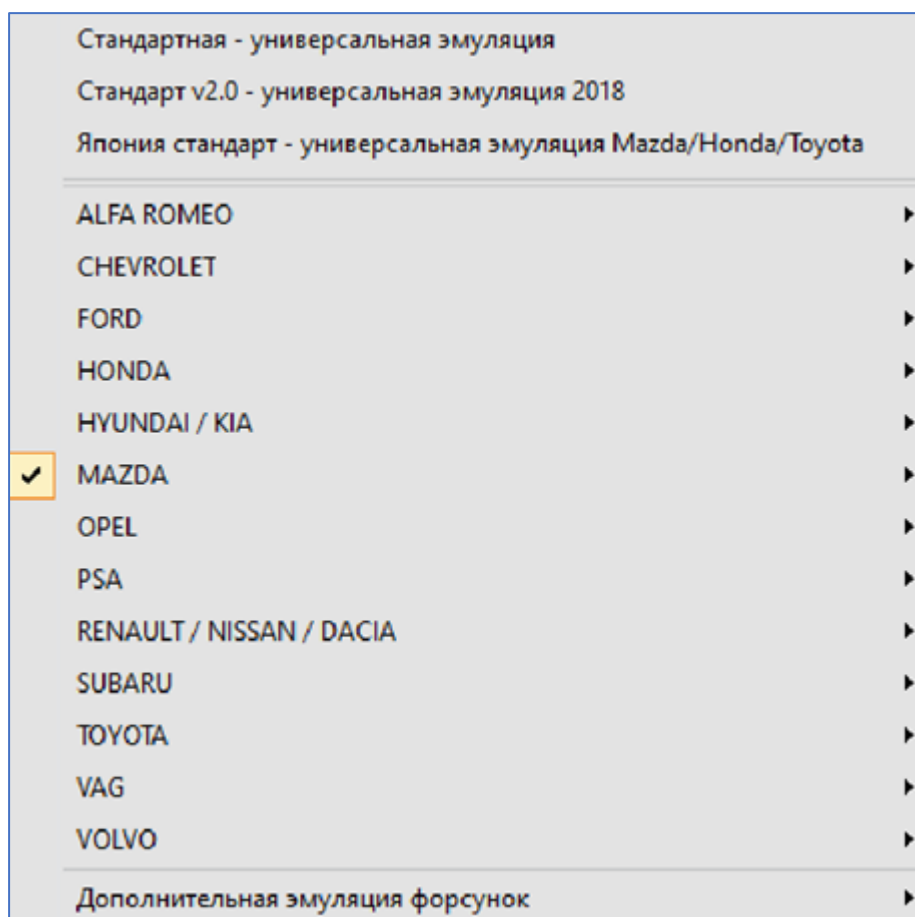 Стандартная - универсальная эмуляция
Стандарт v2.0 - универсальная эмуляция 2018
Япония стандарт - универсальная эмуляция Mazda/Honda/Toyota
ALFA ROMEO
CHEVROLET
FORD
HONDA
HYUNDAI / KIA
MAZDA
OPEL
PSA
RENAULT / NISSAN / DACIA
SUBARU
TOYOTA
VAG
VOLVO
Дополнительная эмуляция форсунок